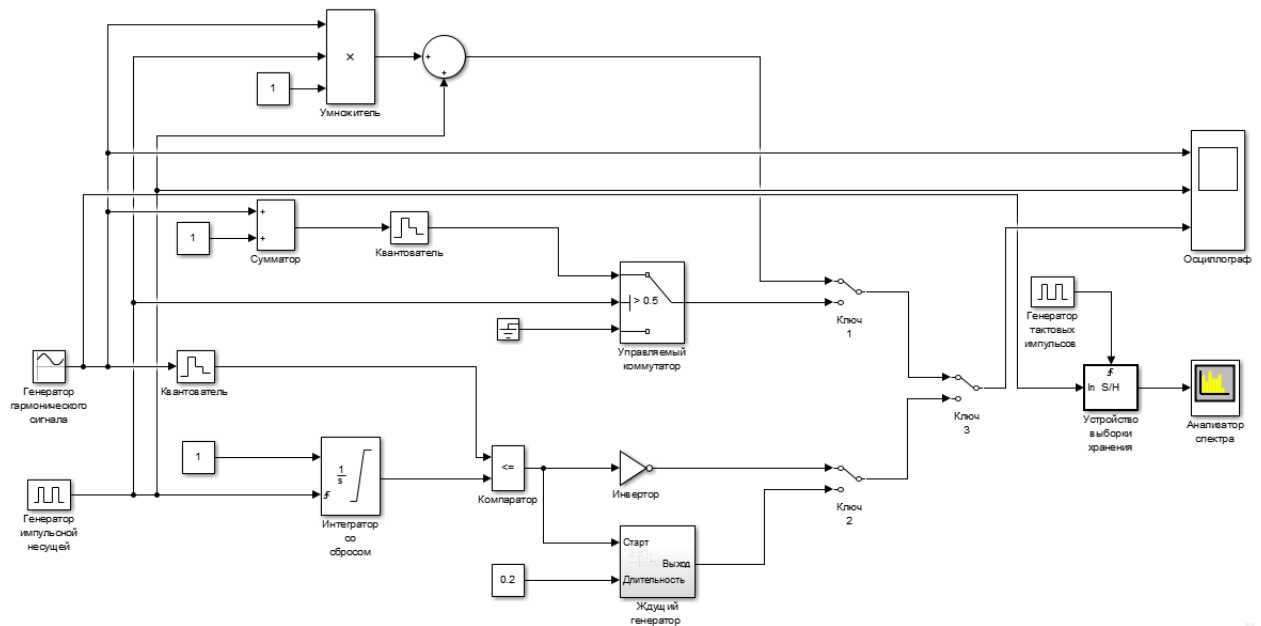 ×
1
Умножитель
+
+
1
+
+
Сумматор
Квантователь
> 0.5
Управляемый
коммутатор
Ключ
1
Осциллограф
Генератор
тактовых
импульсов
Генератор
гармонического
сигнала
Квантователь
Ключ
3
In S/H
Устройство
выборки
хранения
Анализатор
спектра
1
1
s
Интегратор
со
сбросом
<=
Компаратор
Инвертор
Ключ
2
Генератор
импульсной
несущей
0.2
Старт
Выход
Длительность
Ждущий
генератор